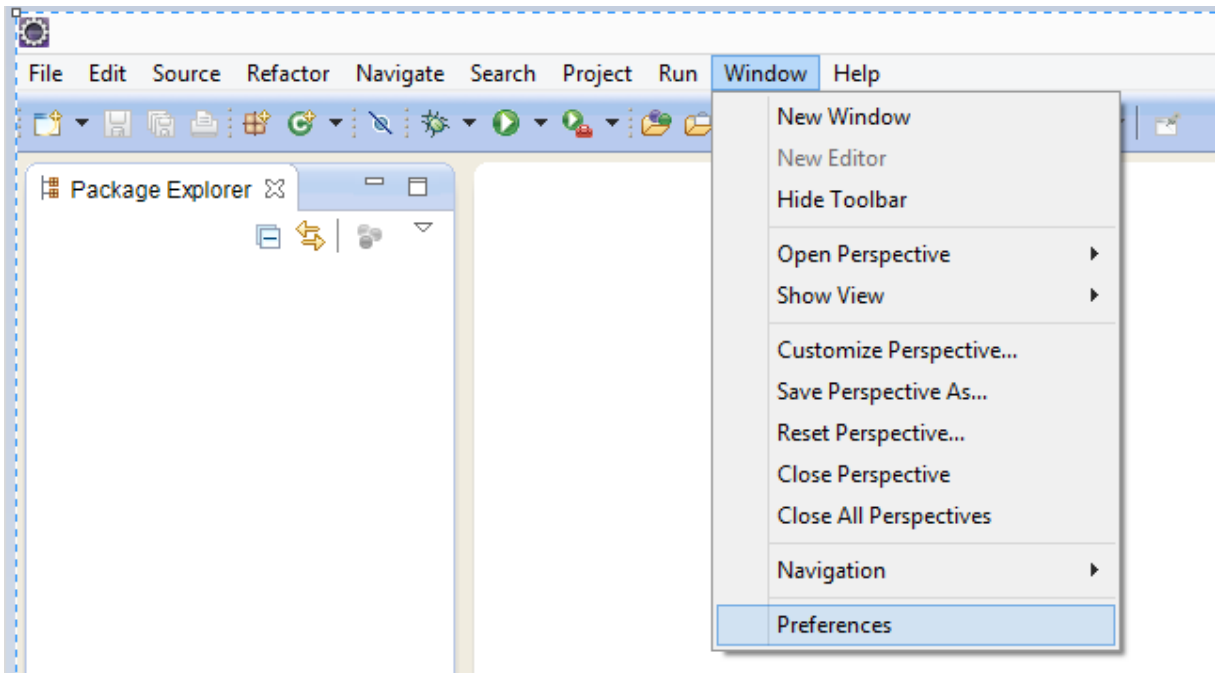 File Edit Source Refactor Navigate Search Project Run Window Help
Package Explorer
New Window
New Editor
Hide Toolbar
Open Perspective
Show View
Customize Perspective...
Save Perspective As...
Reset Perspective...
Close Perspective
Close All Perspectives
Navigation
Preferences